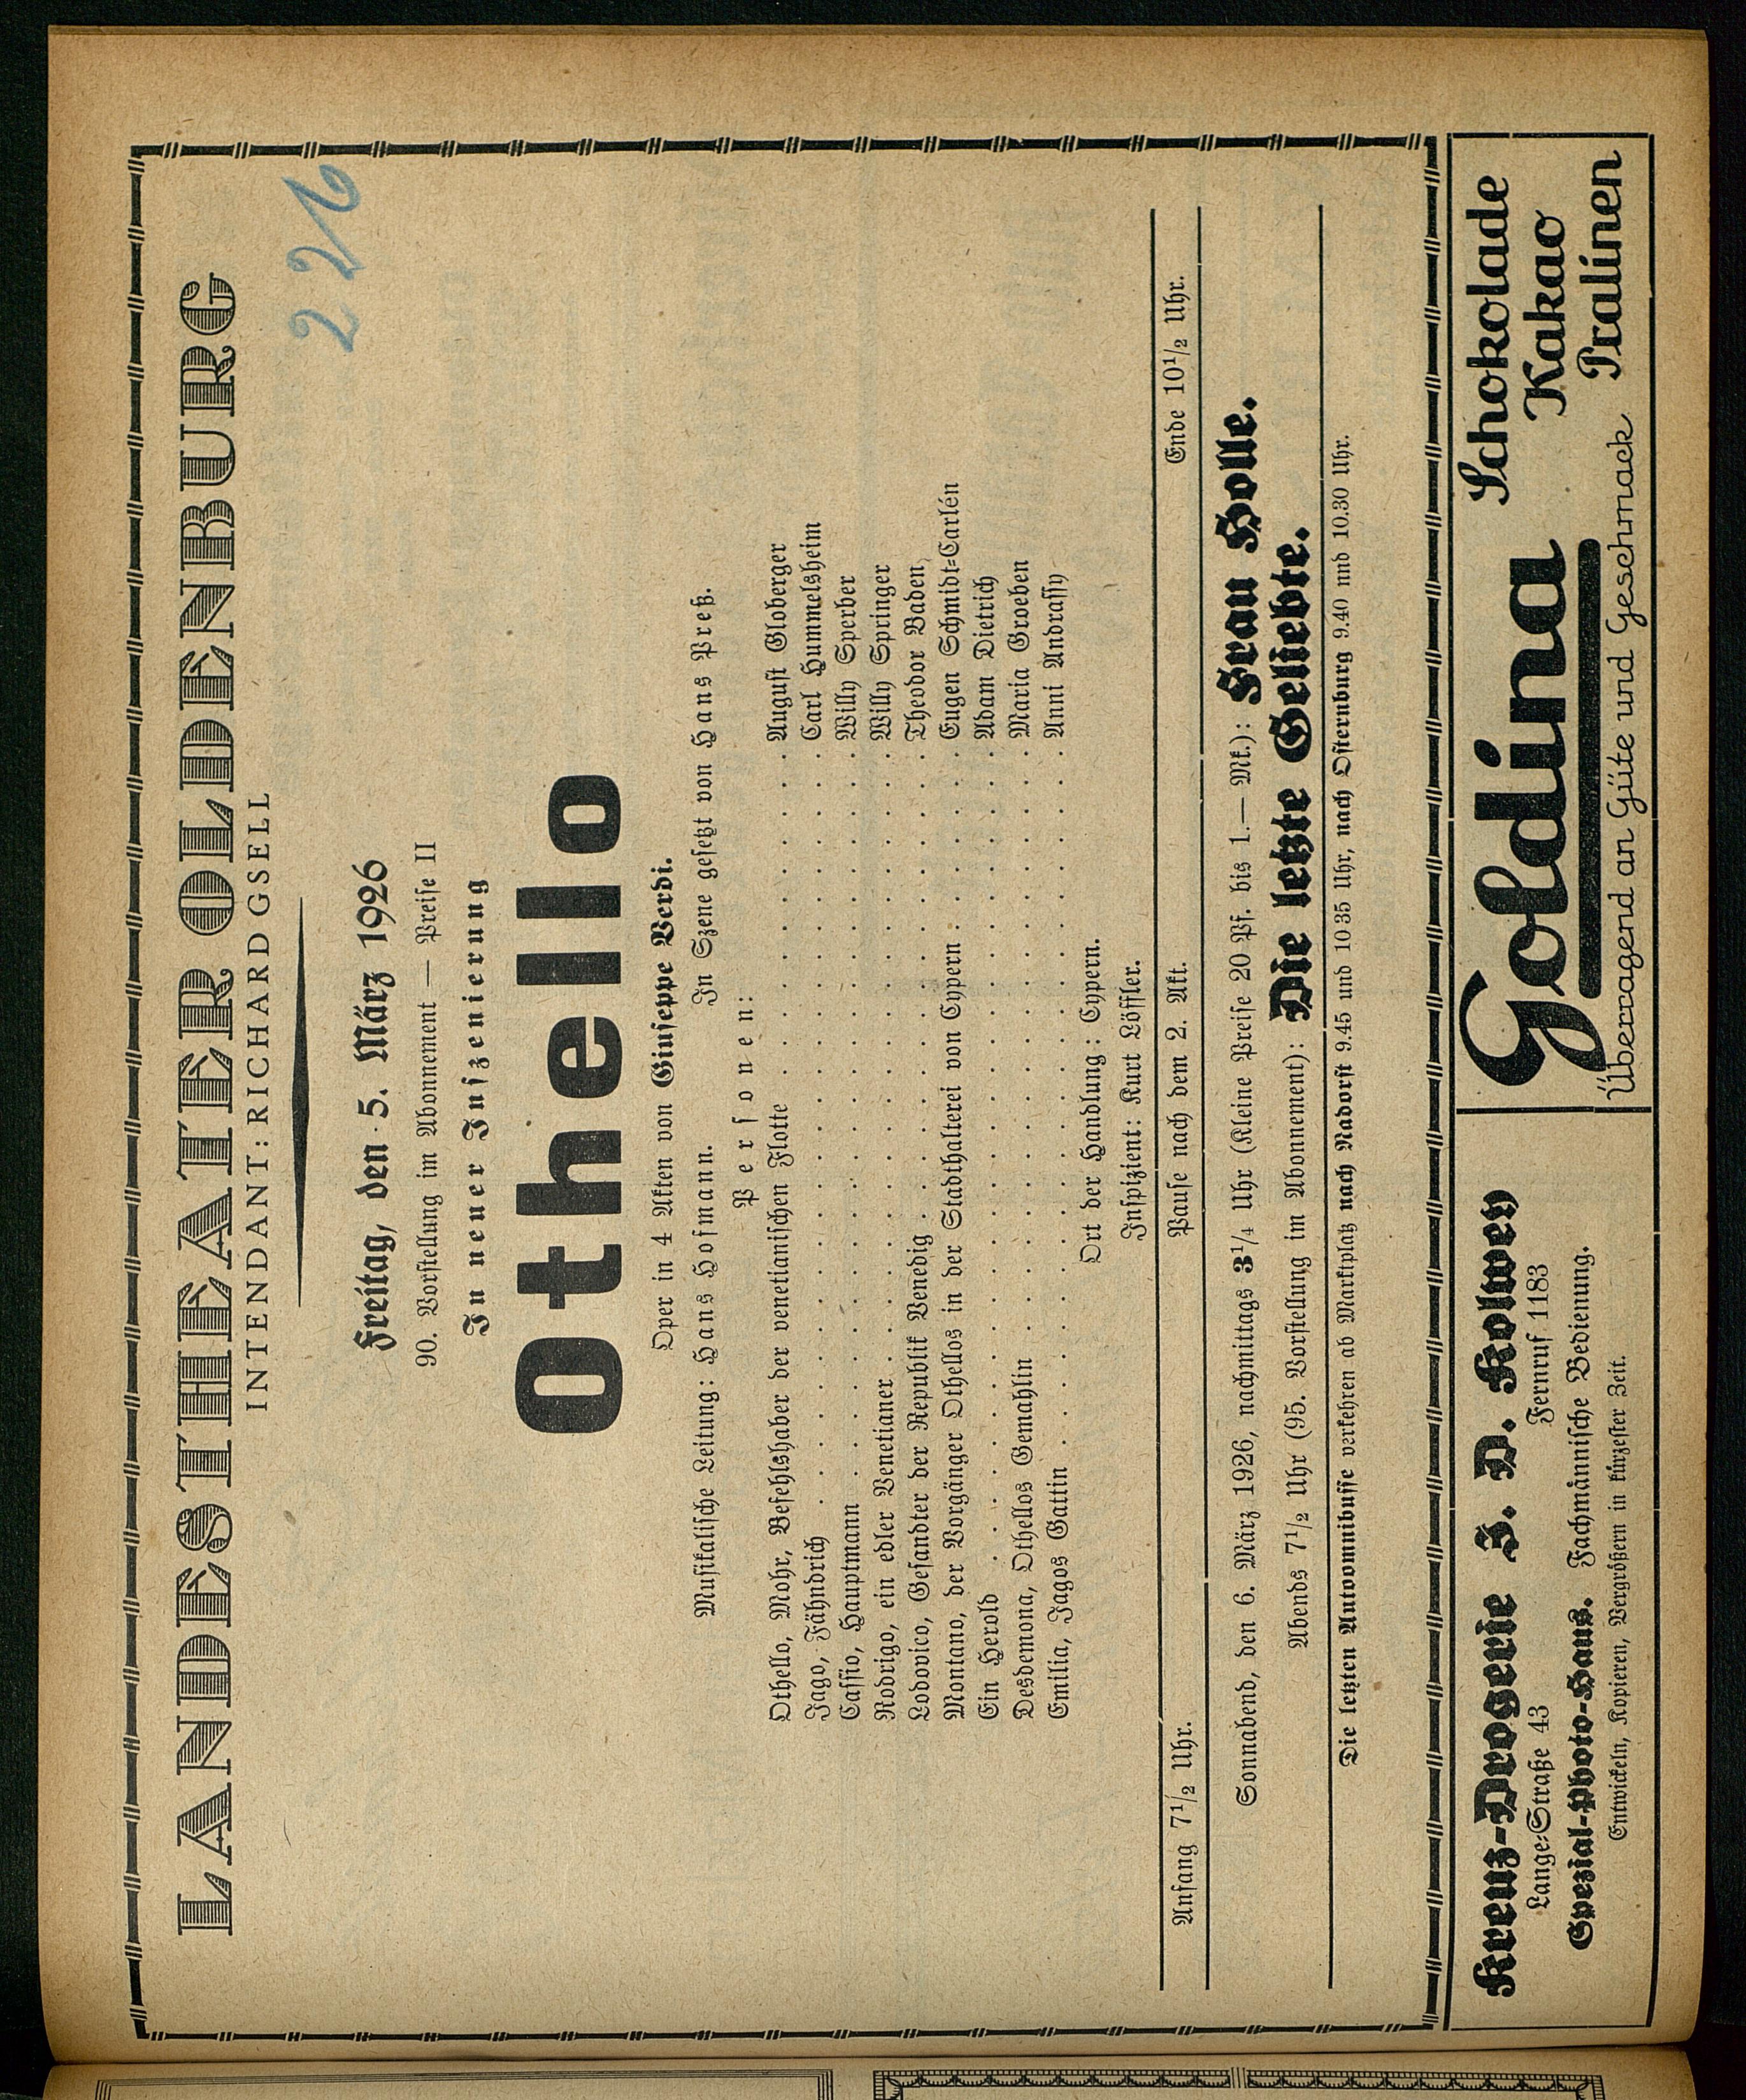 LANDESTHEATER OLDENBURG
INTENDANT: RICHARD GSELL
226
Freitag, den 5. März 1926
90. Vorstellung im Abonnement — Preise II
In neuer Inszenierung
Othello
Oper in 4 Akten von Giuseppe Verdi.
Musikalische Leitung: Hans Hofmann. In Szene gesetzt von Hans Preß.
Personen:
Othello, Mohr, Befehlshaber der venetianischen Flotte . . . . . . . . . . August Globerger
Jago, Fähndrich . . . . . . . . . . Carl Hummelsheim
Cassio, Hauptmann . . . . . . . . . . Willy Sperber
Rodrigo, ein edler Venetianer . . . . . . . . . . Willy Springer
Lodovico, Gesandter der Republik Venedig . . . . . . . . . . Theodor Baden
Montano, der Vorgänger Othellos in der Stadthalterei von Cypern . . . . . . Eugen Schmidt-Carlén
Ein Herold . . . . . . . . . . Adam Dietrich
Desdemona, Othellos Gemahlin . . . . . . . . . . Maria Groeben
Emilia, Jagos Gattin . . . . . . . . . . Anni Andrassy
Ort der Handlung: Cypern.
Inspizient: Kurt Löffler.
Anfang 7½ Uhr. Pause nach dem 2. Akt. Ende 10½ Uhr.
Sonnabend, den 6. März 1926, nachmittags 3¼ Uhr (Kleine Preise 20 Pf. bis 1.— Mk.): Frau Holle.
Abends 7½ Uhr (95. Vorstellung im Abonnement): Die letzte Geliebte.
Die letzten Autoomnibusse verkehren ab Marktplatz nach Nadorst 9.45 und 10 35 Uhr, nach Osternburg 9.40 und 10.30 Uhr.
Kreuz-Drogerie J. D. Kolwey
Lange-Straße 43 Fernruf 1183
Spezial-Photo-Haus. Fachmännische Bedienung.
Entwickeln, Kopieren, Vergrößern in kürzester Zeit.
Goldina Schokolade
Kakao
Pralinen
Überragend an Güte und Geschmack